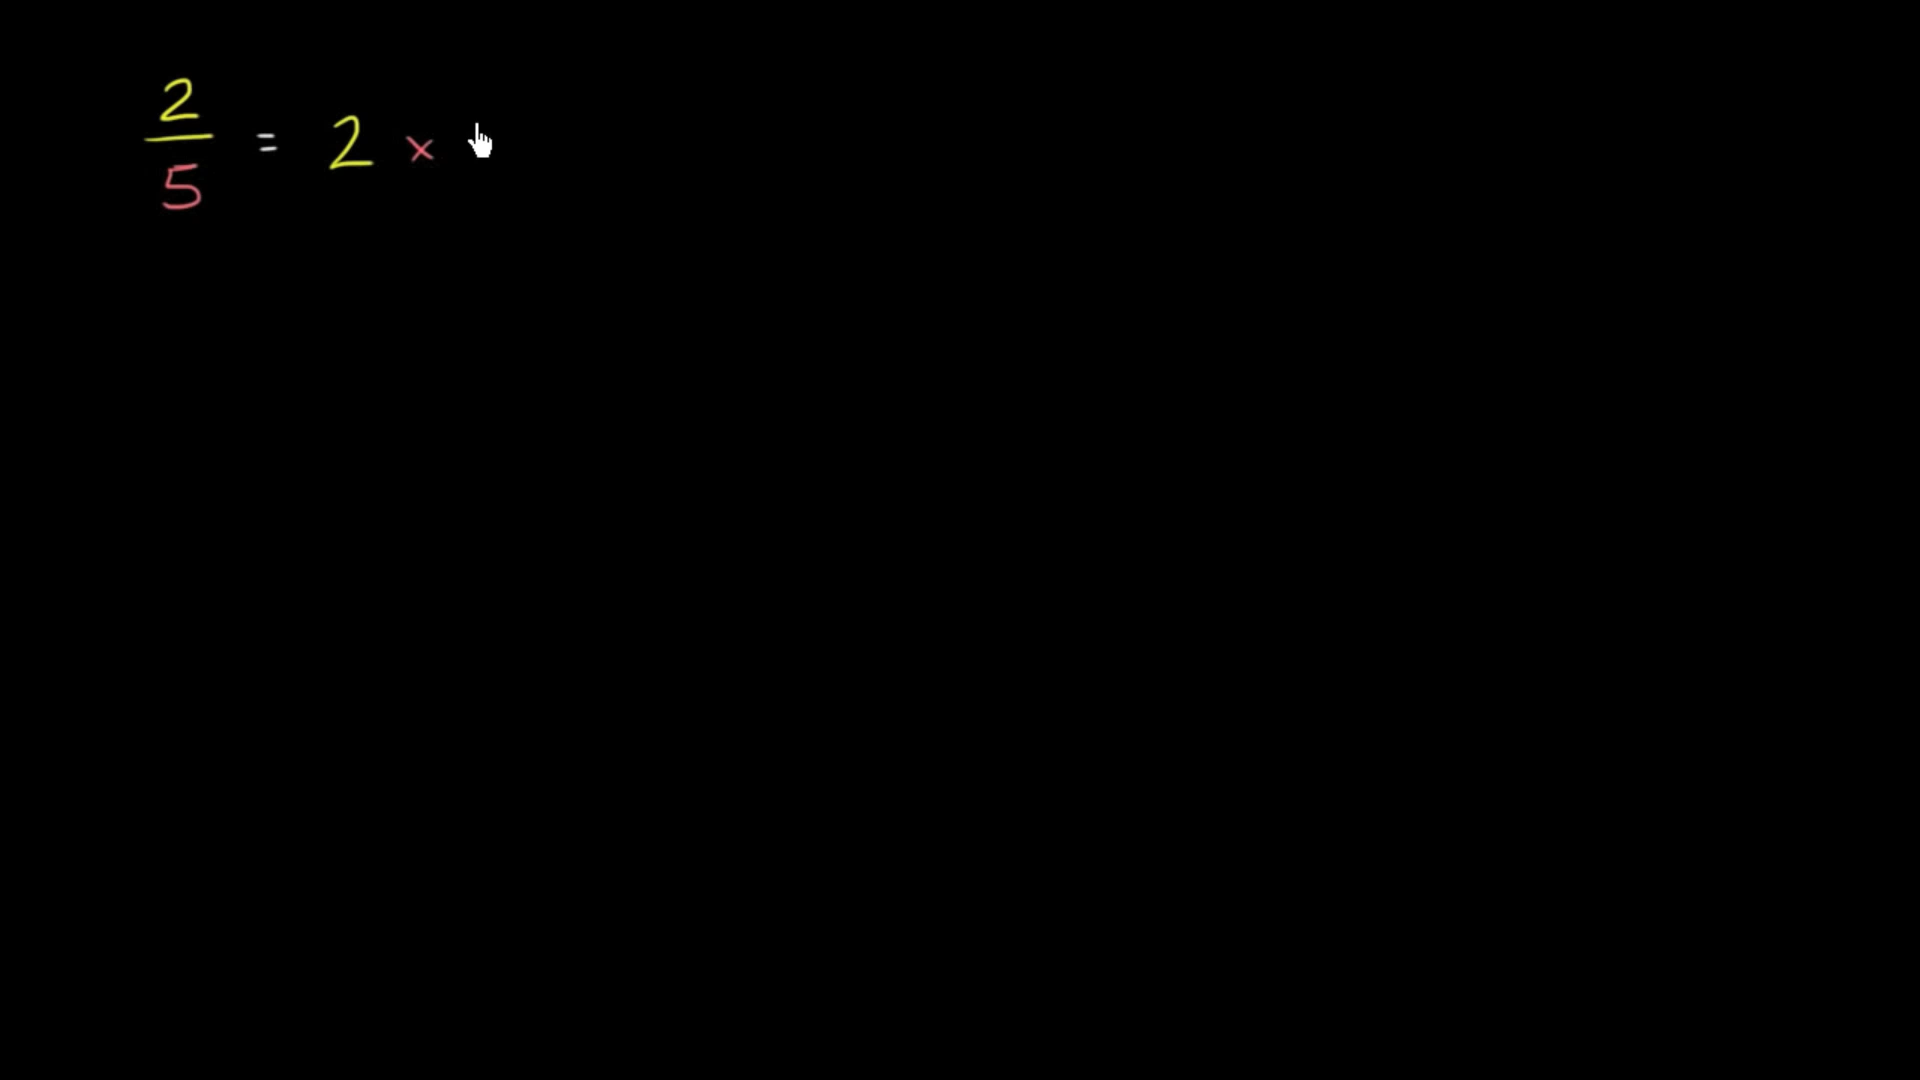 2/5 = 2 ×